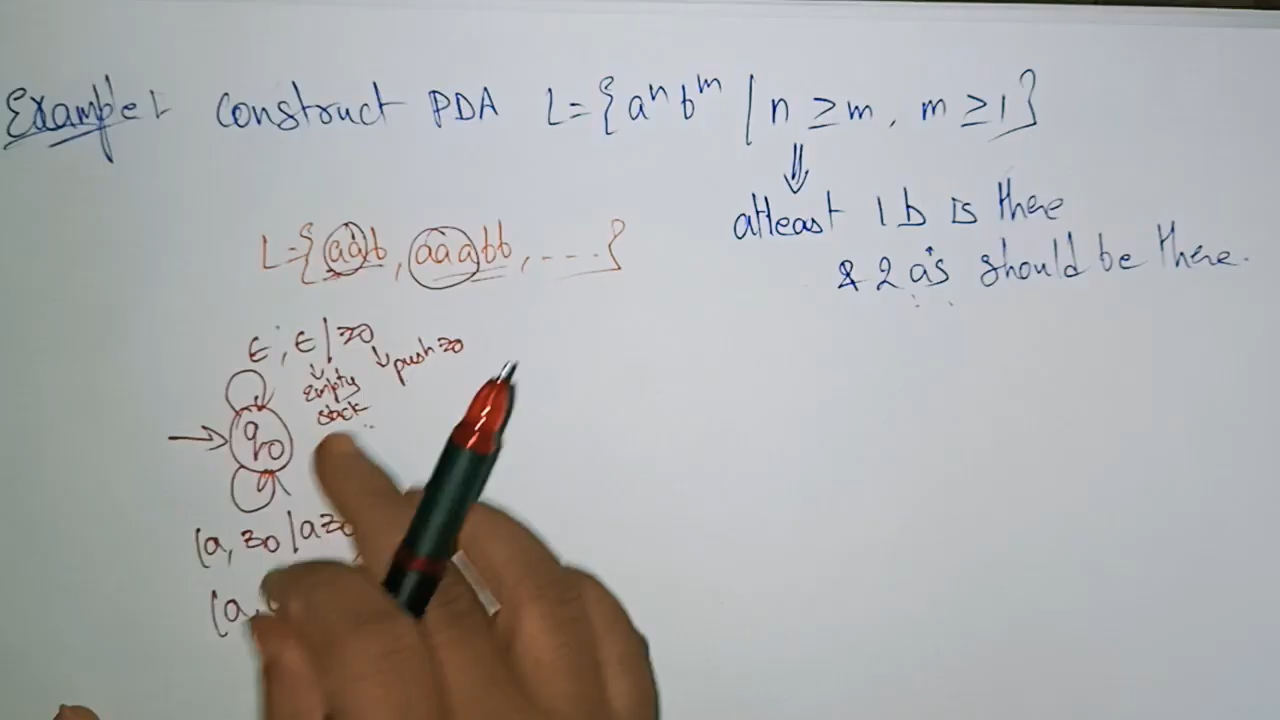 Example:- Construct PDA L={aⁿbᵐ | n ≥ m, m ≥ 1}
⇓
atleast 1 b is there
& 2 a's should be there.
L={aab, aaabb, ....}
ε, ε|z0
push z0
Empty
stack
q0
(a, z0|az0
(a,